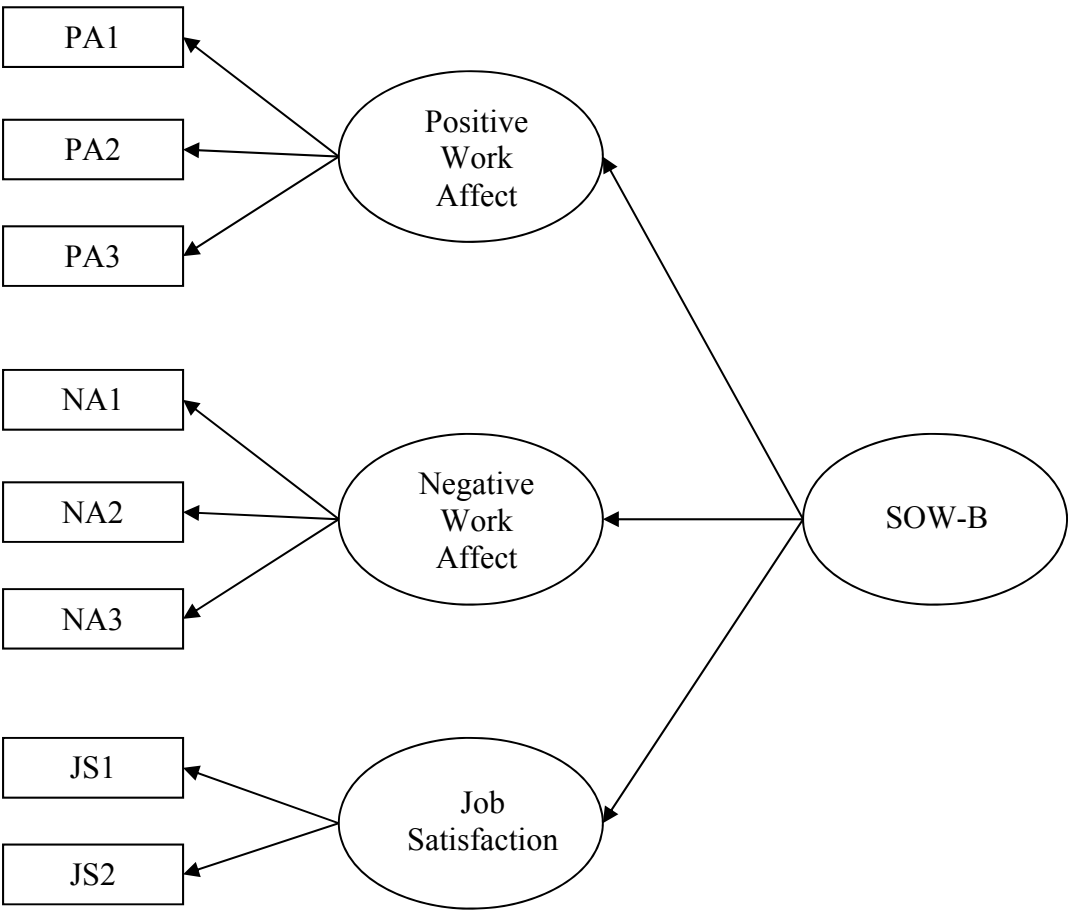 PA1
PA2
PA3
Positive
Work
Affect
NA1
NA2
NA3
Negative
Work
Affect
SOW-B
JS1
JS2
Job
Satisfaction